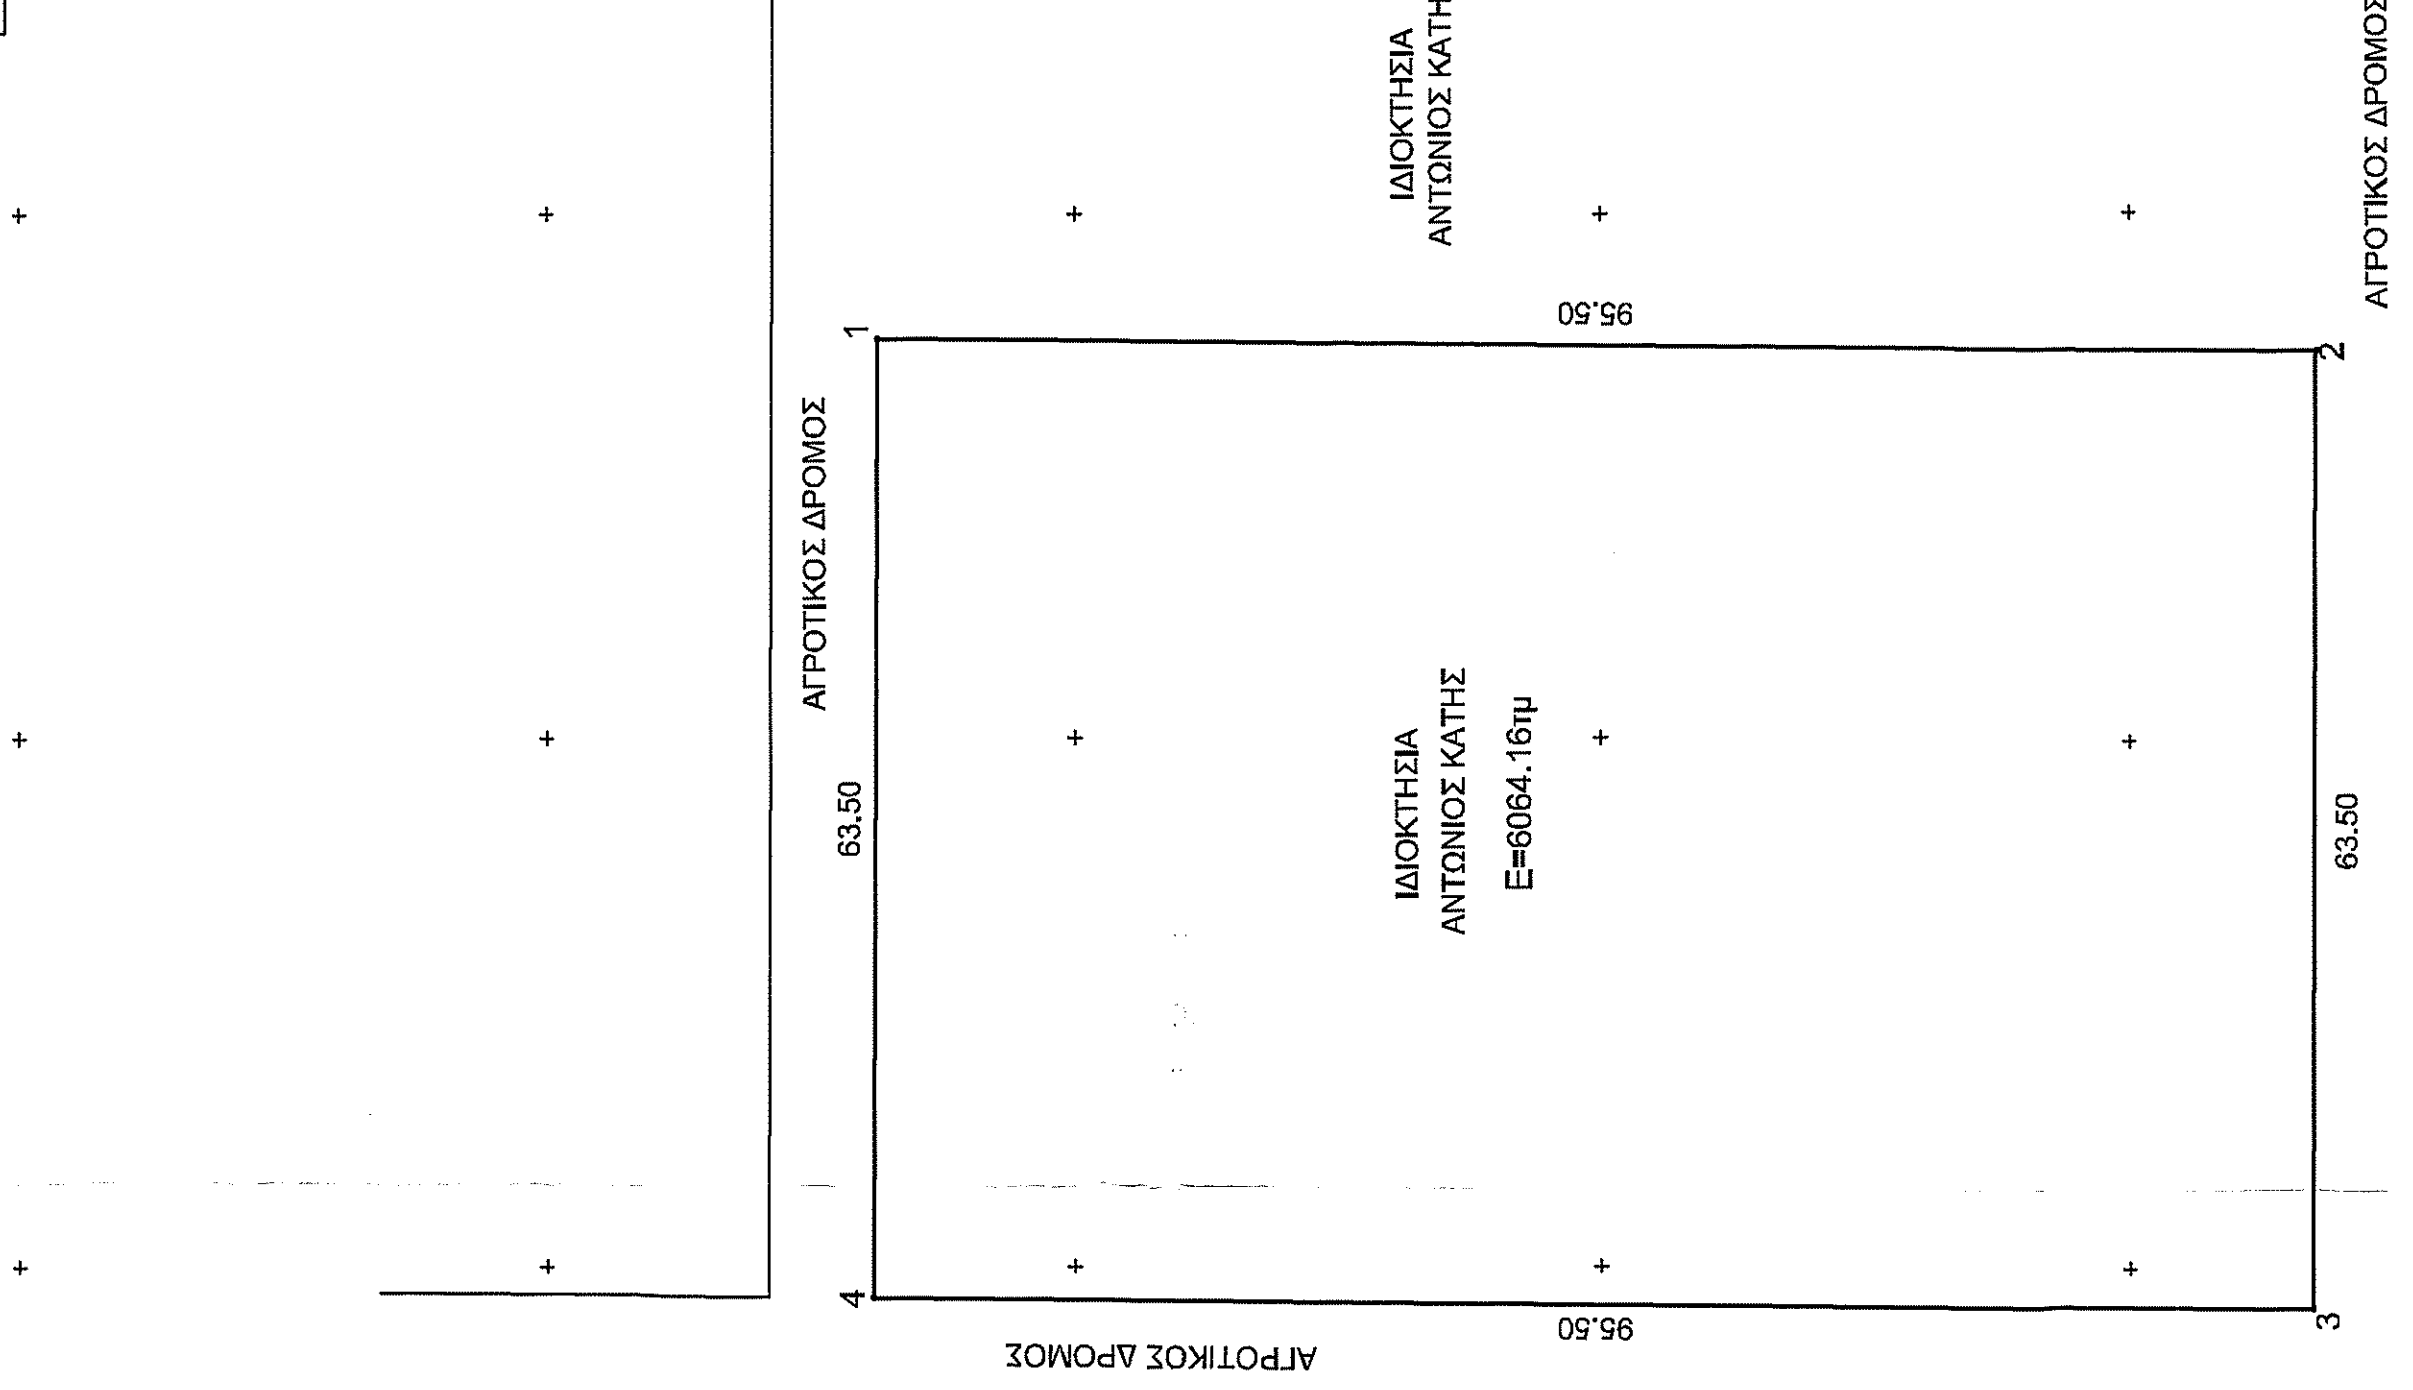 ΙΔΙΟΚΤΗΣΙΑ
ΑΝΤΩΝΙΟΣ ΚΑΤΗ
ΑΓΡΟΤΙΚΟΣ ΔΡΟΜΟΣ
95.50
1
2
ΑΓΡΟΤΙΚΟΣ ΔΡΟΜΟΣ
63.50
ΙΔΙΟΚΤΗΣΙΑ
ΑΝΤΩΝΙΟΣ ΚΑΤΗΣ
Ε=6064.16τμ
63.50
4
3
95.50
ΑΓΡΟΤΙΚΟΣ ΔΡΟΜΟΣ